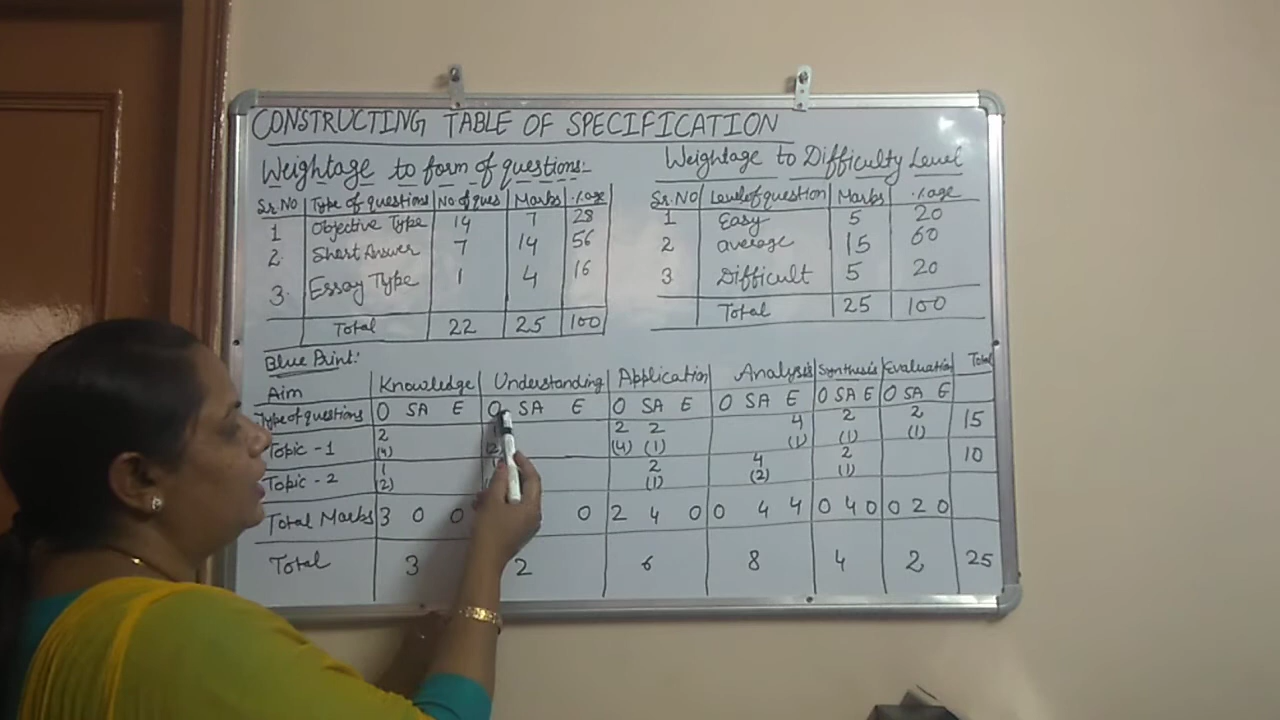 CONSTRUCTING TABLE OF SPECIFICATION
Weightage to form of questions:-
Sr.No Type of questions No of ques Marks %age
1 Objective Type 14 7 28
2. Short Answer 7 14 56
3. Essay Type 1 4 16
Total 22 25 100
Weightage to Difficulty Level
Sr.NO Level of question Marks %age
1 Easy 5 20
2 average 15 60
3 Difficult 5 20
Total 25 100
Blue Print:
Aim Knowledge Understanding Application Analysis Synthesis Evaluation Total
Type of questions O SA E O SA E O SA E O SA E O SA E O SA E
Topic - 1 2 (4) (2) 2 (4) 2 (1) 4 (1) 2 (1) 2 (1) 15
Topic - 2 1 (2) 2 (1) 4 (2) 2 (1) 10
Total Marks 3 0 0 0 2 4 0 0 4 4 0 4 0 0 2 0
Total 3 2 6 8 4 2 25